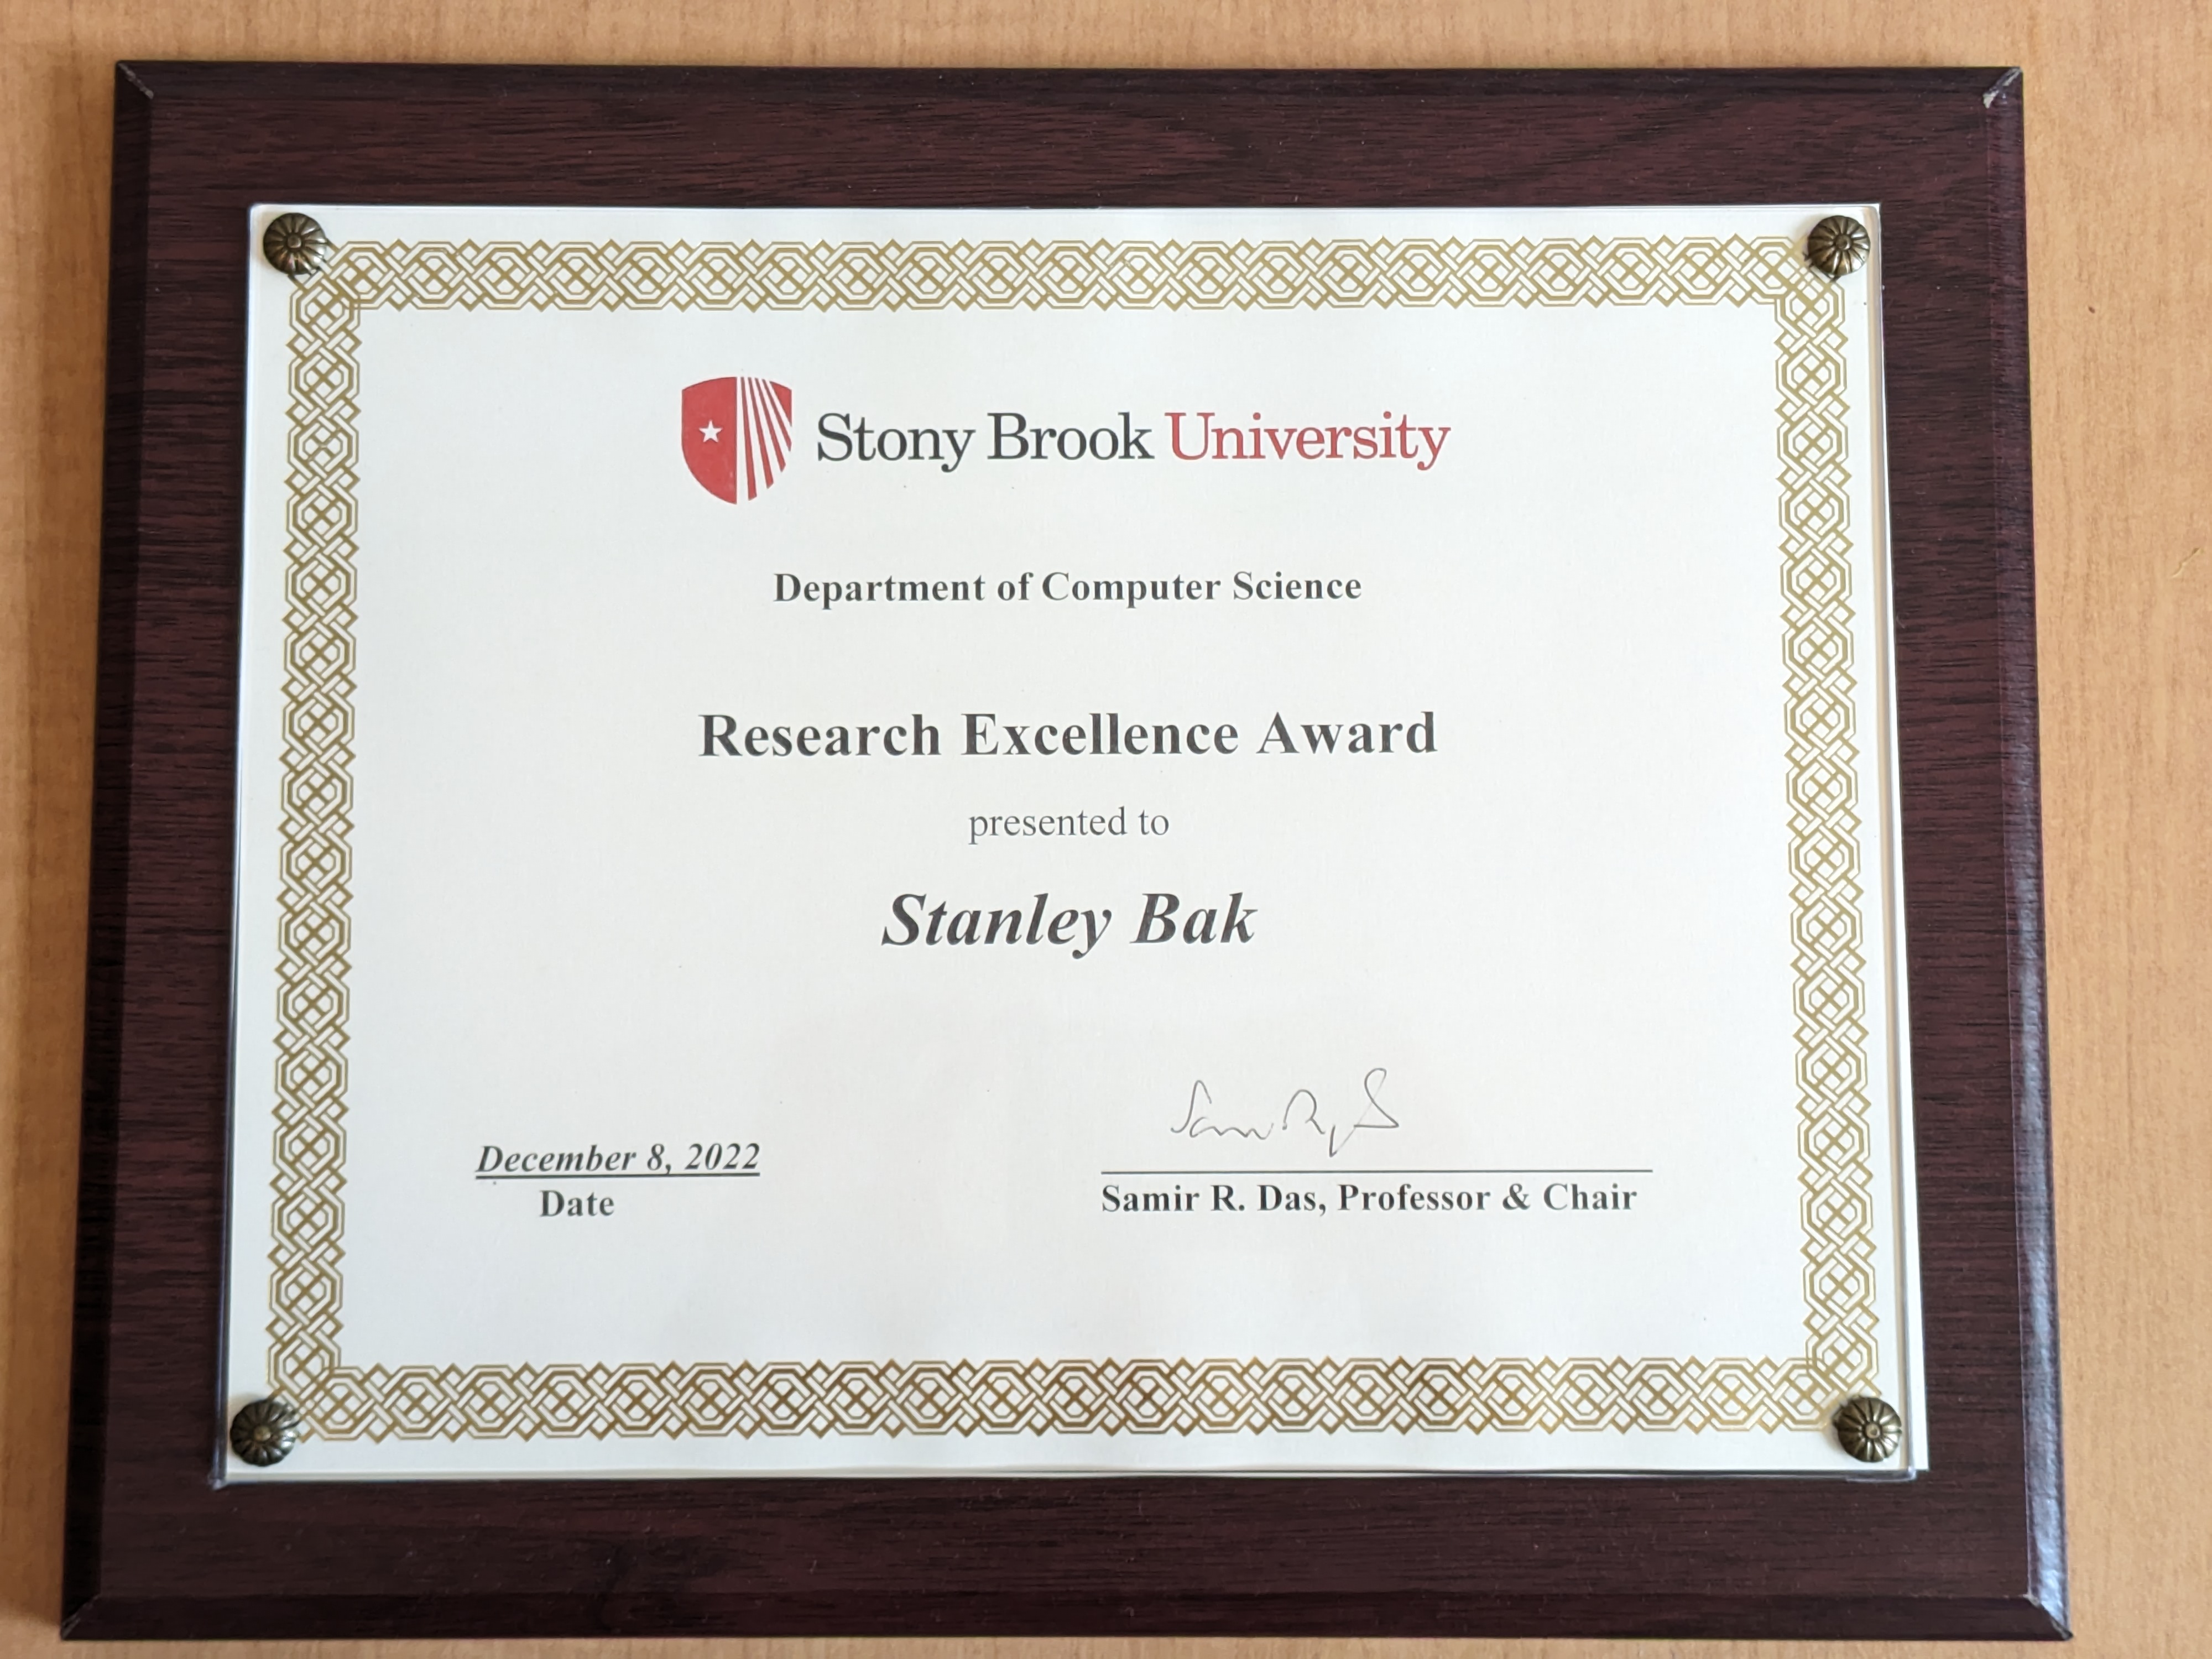 Stony Brook University
Department of Computer Science
Research Excellence Award
presented to
Stanley Bak
December 8, 2022
Date
Samir R. Das, Professor & Chair